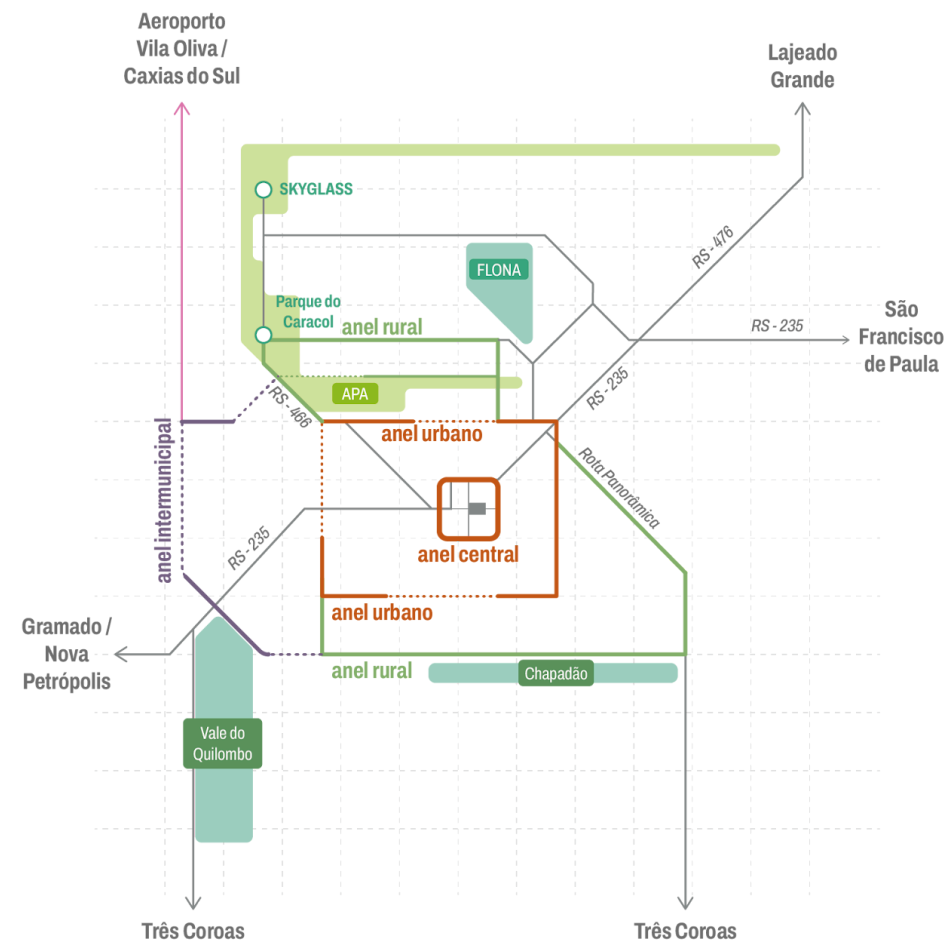 Aeroporto
Vila Oliva /
Caxias do Sul
Lajeado
Grande
SKYGLASS
RS - 476
FLONA
Parque do
Caracol
anel rural
RS - 235
São
Francisco
de Paula
APA
RS - 466
RS - 235
anel urbano
anel intermunicipal
Rota Panorâmica
RS - 235
anel central
anel urbano
Gramado /
Nova
Petrópolis
anel rural
Chapadão
Vale do
Quilombo
Três Coroas
Três Coroas